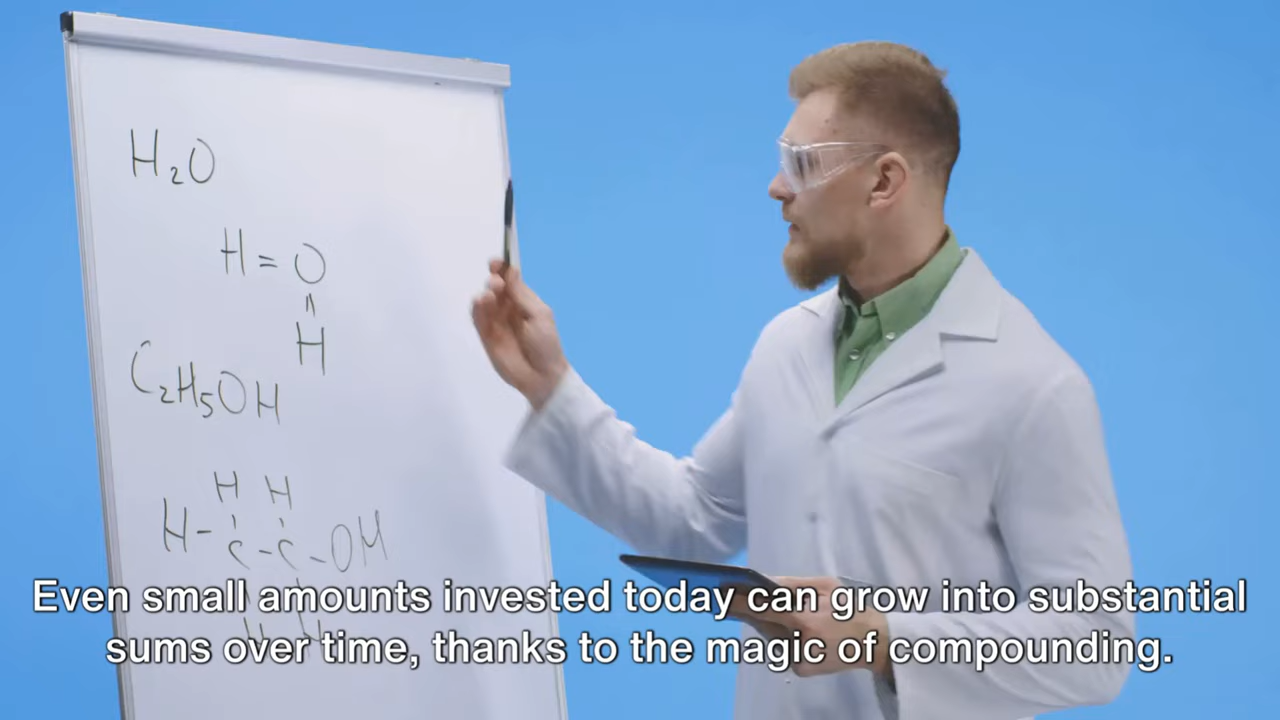 H₂O
H = O
=
H
C₂H₅OH
H H
H - C - C - OH
H H
Even small amounts invested today can grow into substantial
sums over time, thanks to the magic of compounding.